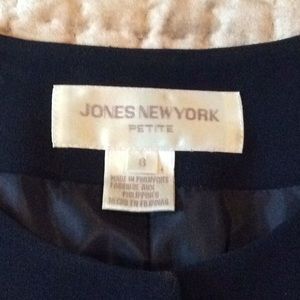 JONES NEW YORK
PETITE
8
MADE IN PHILIPPINES
FABRIQUE AUX
PHILIPPINES
HECHO EN FILIPINAS